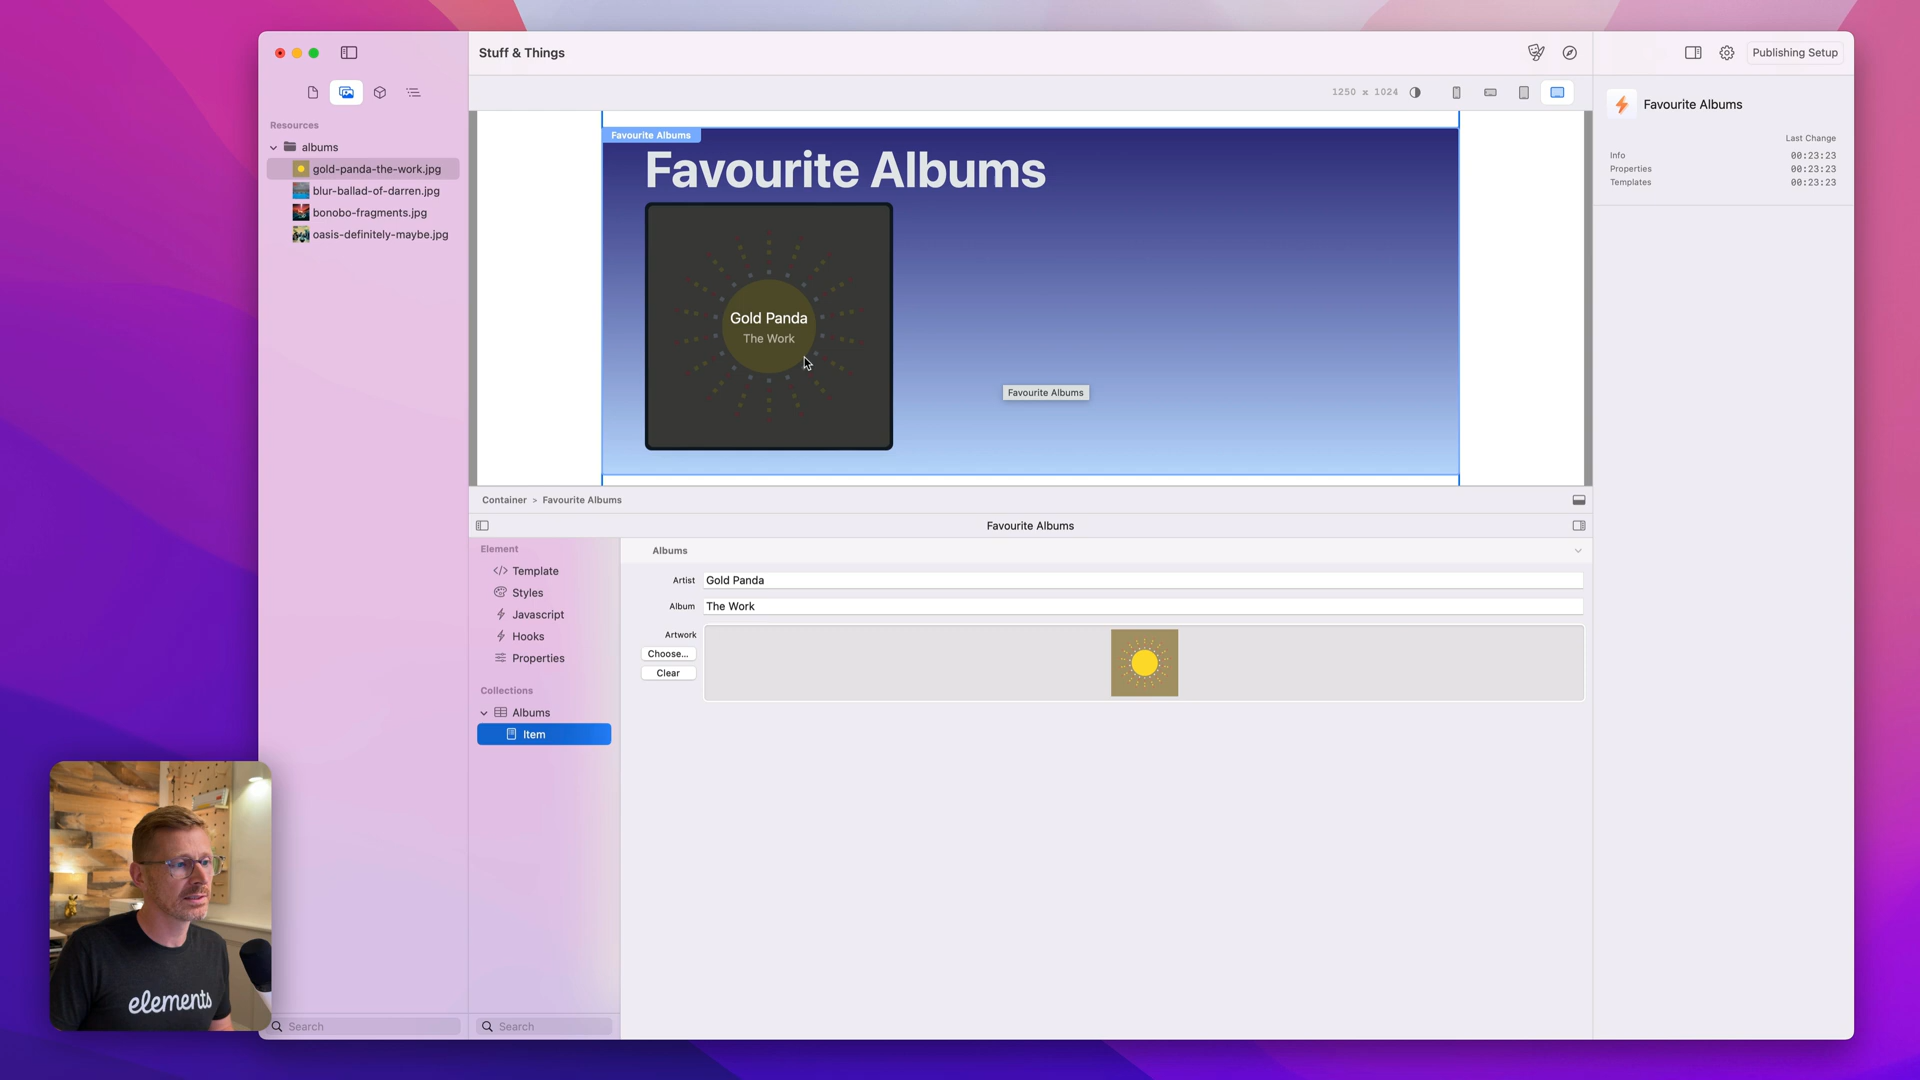 Stuff & Things
Publishing Setup
1250 x 1024
Resources
albums
gold-panda-the-work.jpg
blur-ballad-of-darren.jpg
bonobo-fragments.jpg
oasis-definitely-maybe.jpg
Search
Favourite Albums
Favourite Albums
Gold Panda
The Work
Favourite Albums
Container > Favourite Albums
Favourite Albums
Element
Template
Styles
Javascript
Hooks
Properties
Collections
Albums
Item
Search
Albums
Artist Gold Panda
Album The Work
Artwork
Choose...
Clear
Favourite Albums
Last Change
Info 00:23:23
Properties 00:23:23
Templates 00:23:23
elements